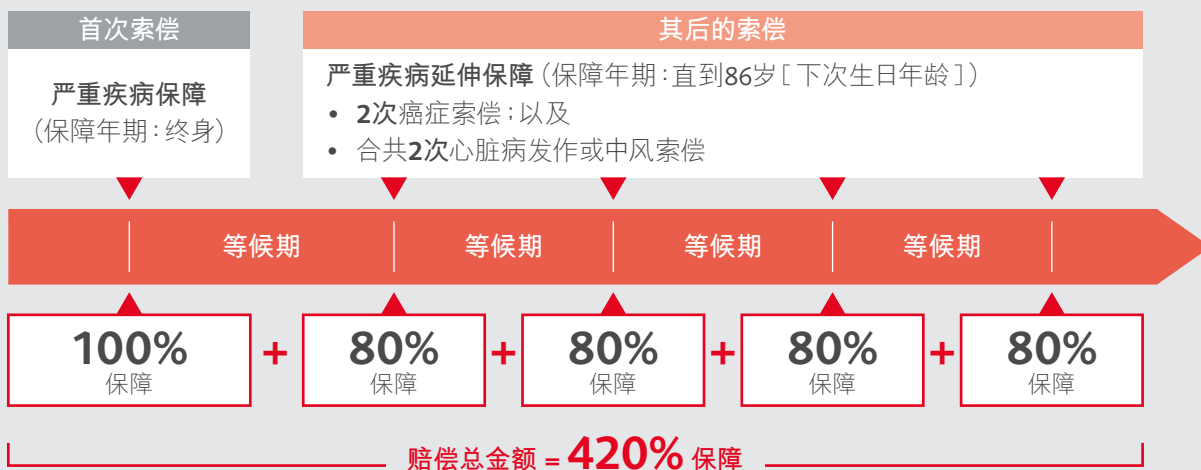 首次索偿
严重疾病保障
（保障年期：终身）
其后的索偿
严重疾病延伸保障（保障年期：直到86岁［下次生日年龄］）
• 2次癌症索偿；以及
• 合共2次心脏病发作或中风索偿
等候期 等候期 等候期 等候期
100% + 80% + 80% + 80% + 80%
保障 保障 保障 保障 保障
赔偿总金额 = 420% 保障